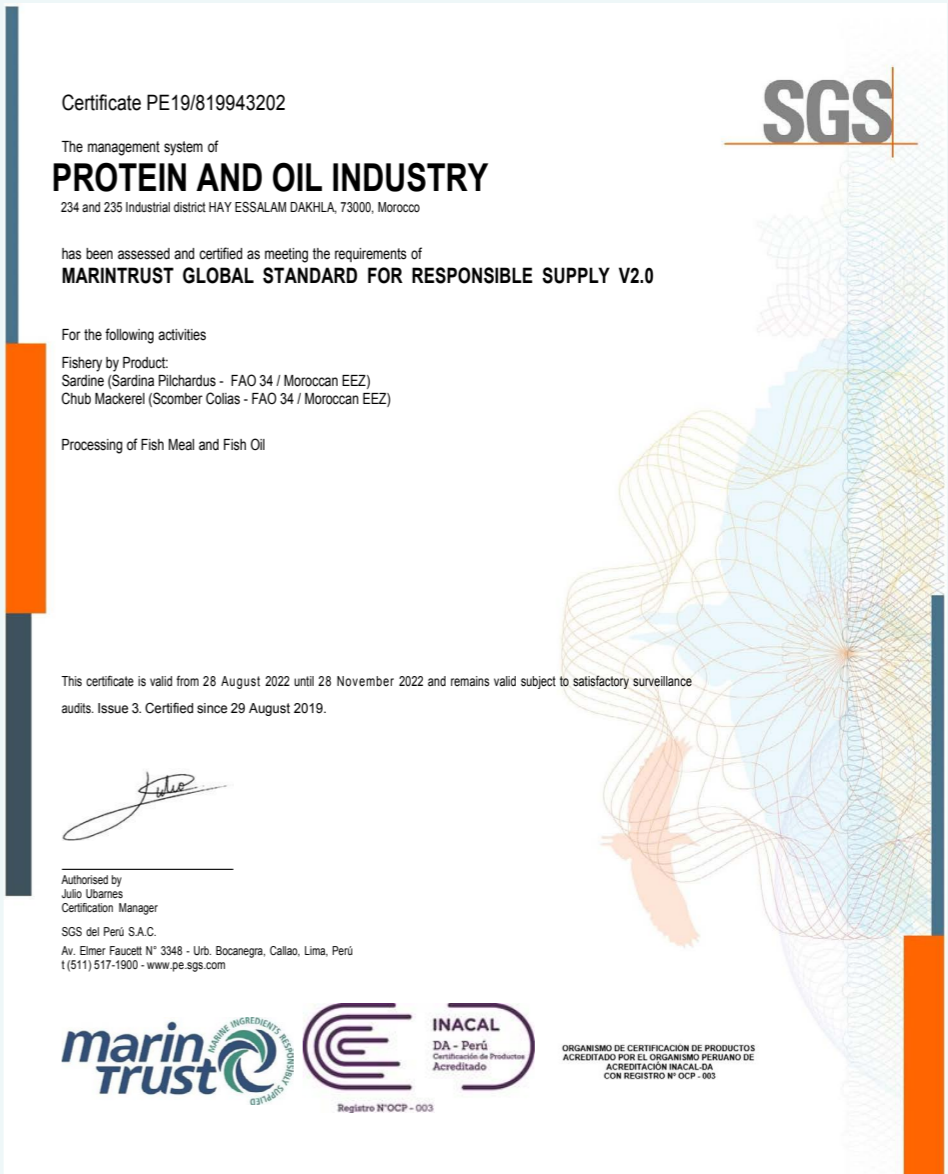 SGS
Certificate PE19/819943202
The management system of
PROTEIN AND OIL INDUSTRY
234 and 235 Industrial district HAY ESSALAM DAKHLA, 73000, Morocco
has been assessed and certified as meeting the requirements of
MARINTRUST GLOBAL STANDARD FOR RESPONSIBLE SUPPLY V2.0
For the following activities
Fishery by Product:
Sardine (Sardina Pilchardus - FAO 34 / Moroccan EEZ)
Chub Mackerel (Scomber Colias - FAO 34 / Moroccan EEZ)
Processing of Fish Meal and Fish Oil
This certificate is valid from 28 August 2022 until 28 November 2022 and remains valid subject to satisfactory surveillance
audits. Issue 3. Certified since 29 August 2019.
Julio
Authorised by
Julio Ubarnes
Certification Manager
SGS del Perú S.A.C.
Av. Elmer Faucett N° 3348 - Urb. Bocanegra, Callao, Lima, Perú
t (511) 517-1900 - www.pe.sgs.com
marin
TRUST
MARINE INGREDIENTS RESPONSIBLY SUPPLIED
INACAL
DA - Perú
Certificación de Productos
Acreditado
Registro N°OCP - 003
ORGANISMO DE CERTIFICACIÓN DE PRODUCTOS
ACREDITADO POR EL ORGANISMO PERUANO DE
ACREDITACIÓN INACAL-DA
CON REGISTRO Nº OCP - 003